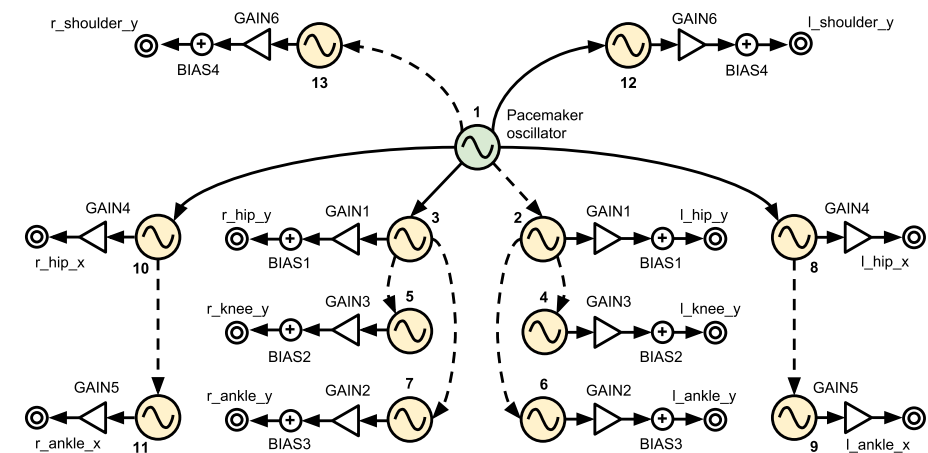 r_shoulder_y
GAIN6
BIAS4
13
GAIN6
l_shoulder_y
12
BIAS4
1
Pacemaker
oscillator
GAIN4
r_hip_x
10
r_hip_y
GAIN1
3
BIAS1
2
GAIN1
l_hip_y
BIAS1
GAIN4
8
l_hip_x
r_knee_y
GAIN3
5
BIAS2
4
GAIN3
l_knee_y
BIAS2
GAIN5
r_ankle_x
11
r_ankle_y
GAIN2
7
BIAS3
6
GAIN2
l_ankle_y
BIAS3
GAIN5
9
l_ankle_x